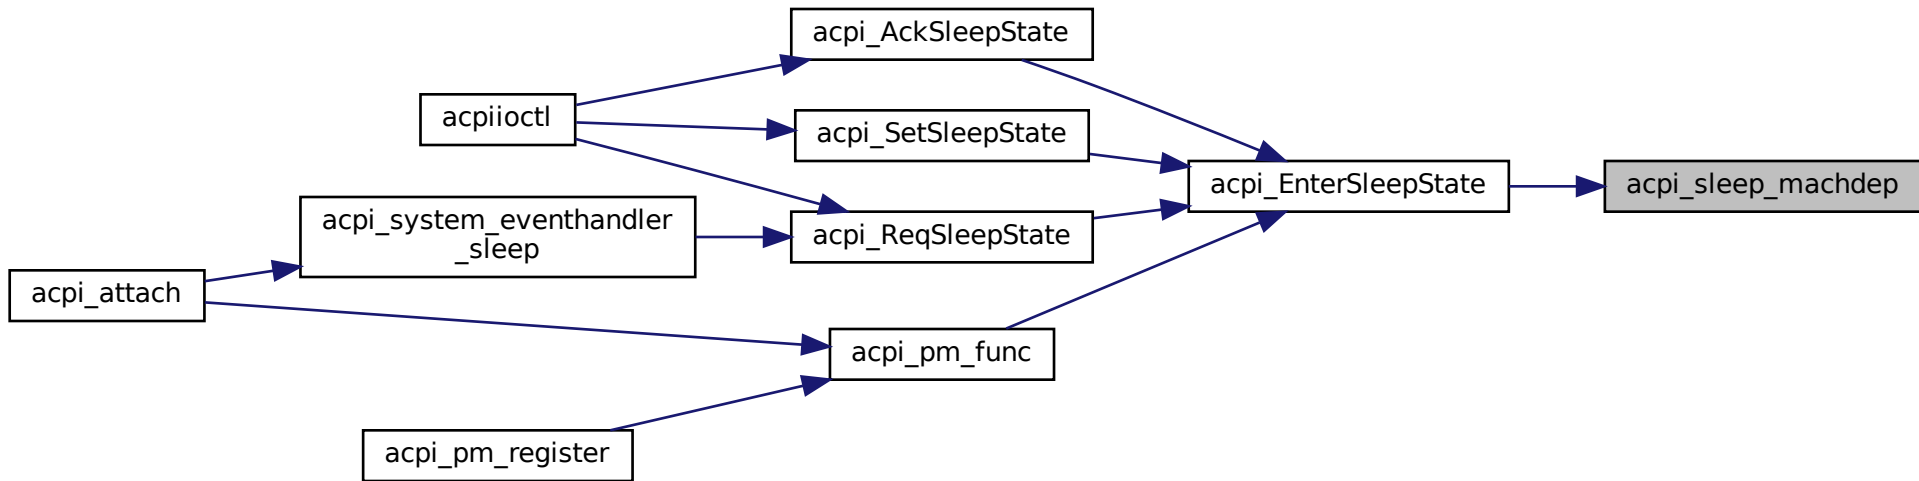 acpi_AckSleepState
acpiioctl
acpi_SetSleepState
acpi_EnterSleepState
acpi_sleep_machdep
acpi_system_eventhandler
_sleep
acpi_ReqSleepState
acpi_attach
acpi_pm_func
acpi_pm_register